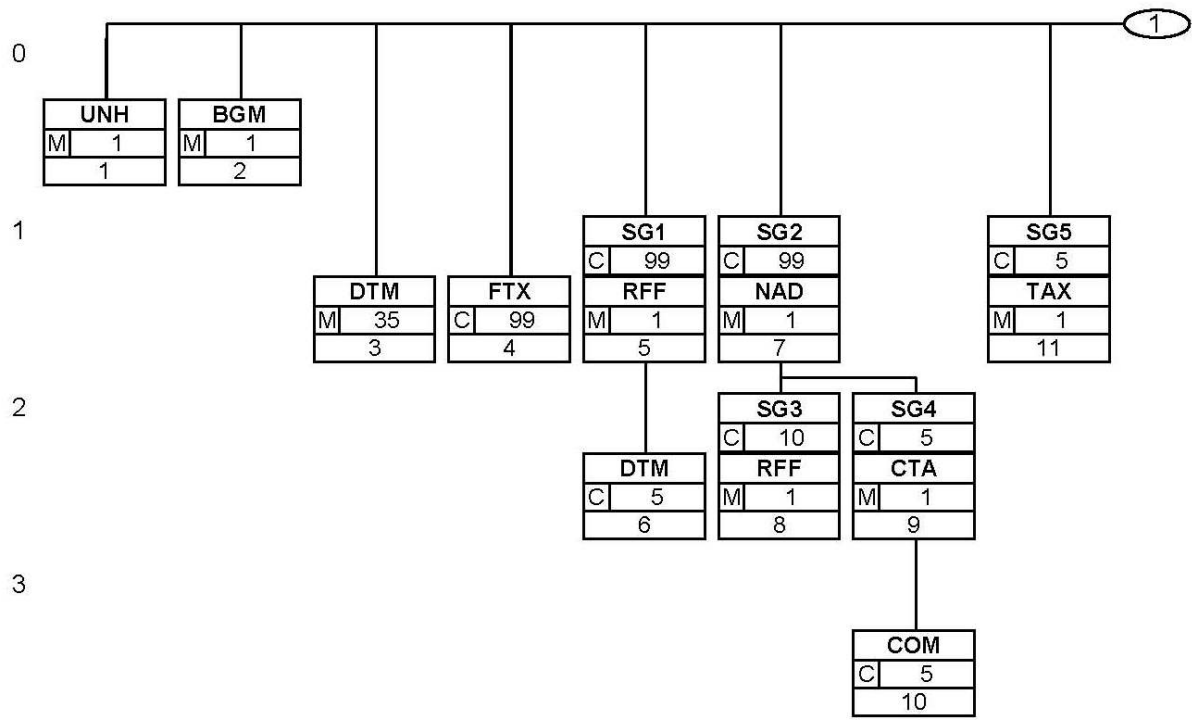 1
0
UNH
M 1
1
BGM
M 1
2
1
SG1
C 99
SG2
C 99
SG5
C 5
DTM
M 35
3
FTX
C 99
4
RFF
M 1
5
NAD
M 1
7
TAX
M 1
11
2
SG3
C 10
SG4
C 5
DTM
C 5
6
RFF
M 1
8
CTA
M 1
9
3
COM
C 5
10